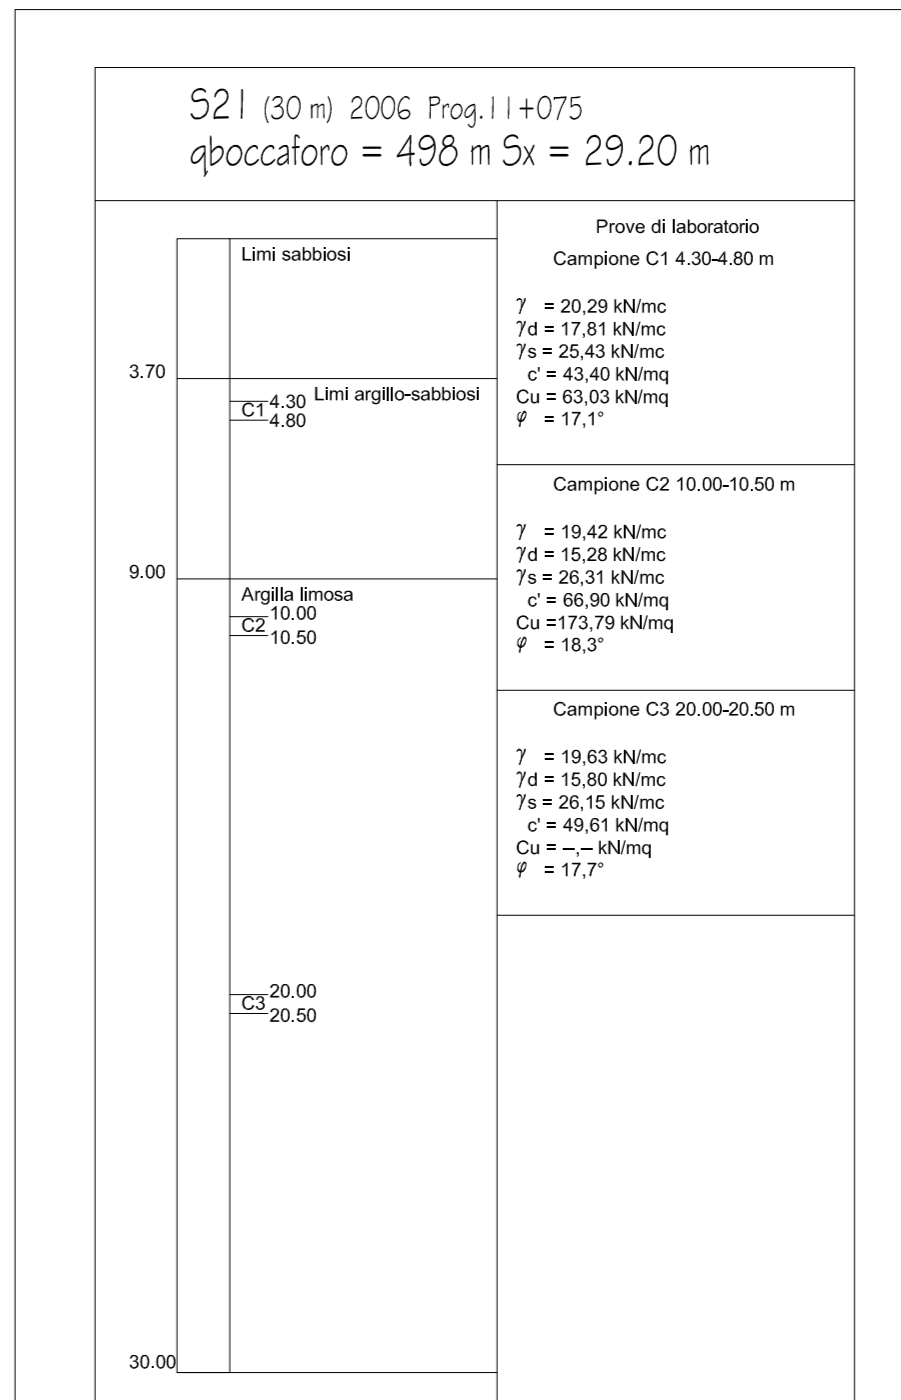 S21 (30 m) 2006 Prog.11+075
qboccaforo = 498 m Sx = 29.20 m
Limi sabbiosi
3.70
Limi argillo-sabbiosi
4.30
C1
4.80
9.00
Argilla limosa
10.00
C2
10.50
20.00
C3
20.50
30.00
Prove di laboratorio
Campione C1 4.30-4.80 m
γ = 20,29 kN/mc
γd = 17,81 kN/mc
γs = 25,43 kN/mc
c' = 43,40 kN/mq
Cu = 63,03 kN/mq
φ = 17,1°
Campione C2 10.00-10.50 m
γ = 19,42 kN/mc
γd = 15,28 kN/mc
γs = 26,31 kN/mc
c' = 66,90 kN/mq
Cu =173,79 kN/mq
φ = 18,3°
Campione C3 20.00-20.50 m
γ = 19,63 kN/mc
γd = 15,80 kN/mc
γs = 26,15 kN/mc
c' = 49,61 kN/mq
Cu = –,– kN/mq
φ = 17,7°